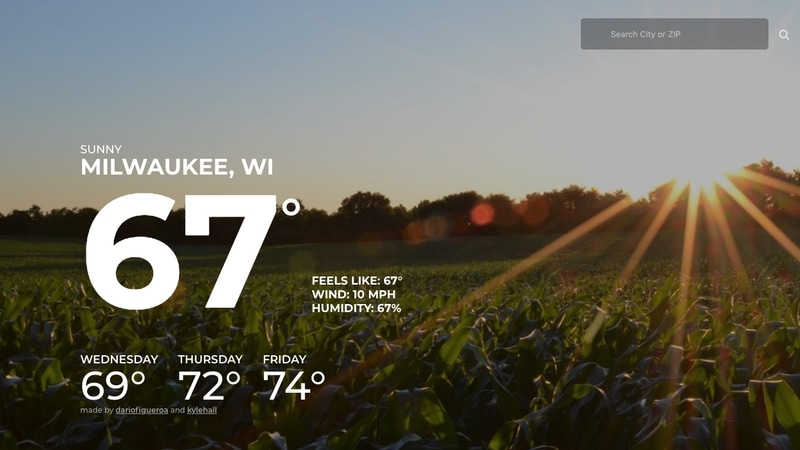 Search City or ZIP
SUNNY
MILWAUKEE, WI
67°
FEELS LIKE: 67°
WIND: 10 MPH
HUMIDITY: 67%
WEDNESDAY THURSDAY FRIDAY
69° 72° 74°
made by dariofigueroa and kylehall